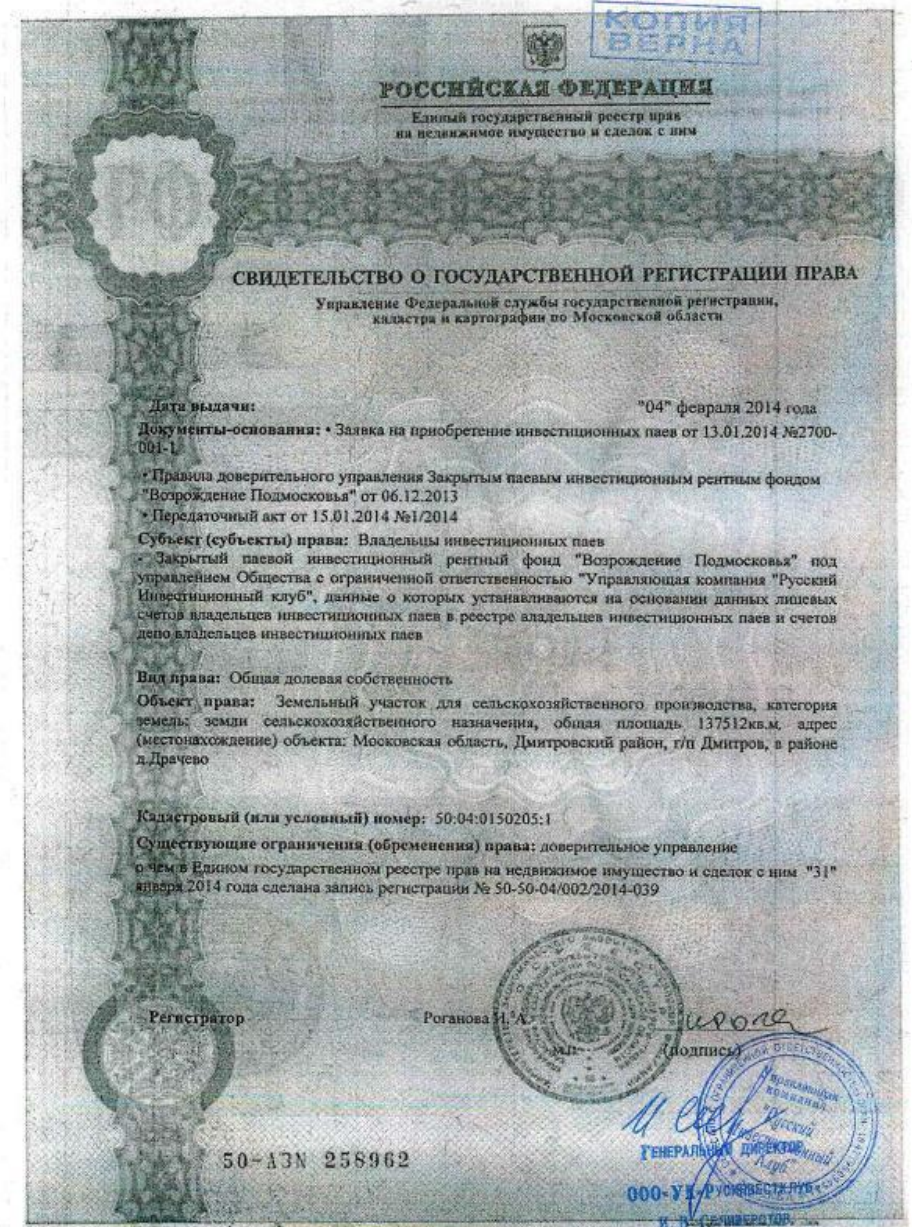 КОПИЯ
ВЕРНА
РОССИЙСКАЯ ФЕДЕРАЦИЯ
Единый государственный реестр прав
на недвижимое имущество и сделок с ним
РФ
СВИДЕТЕЛЬСТВО О ГОСУДАРСТВЕННОЙ РЕГИСТРАЦИИ ПРАВА
Управление Федеральной службы государственной регистрации,
кадастра и картографии по Московской области
Дата выдачи: "04" февраля 2014 года
Документы-основания: • Заявка на приобретение инвестиционных паев от 13.01.2014 №2700-
001-1
• Правила доверительного управления Закрытым паевым инвестиционным рентным фондом
"Возрождение Подмосковья" от 06.12.2013
• Передаточный акт от 15.01.2014 №1/2014
Субъект (субъекты) права: Владельцы инвестиционных паев
- Закрытый паевой инвестиционный рентный фонд "Возрождение Подмосковья" под
управлением Общества с ограниченной ответственностью "Управляющая компания "Русский
Инвестиционный клуб", данные о которых устанавливаются на основании данных лицевых
счетов владельцев инвестиционных паев в реестре владельцев инвестиционных паев и счетов
депо владельцев инвестиционных паев
Вид права: Общая долевая собственность
Объект права: Земельный участок для сельскохозяйственного производства, категория
земель: земли сельскохозяйственного назначения, общая площадь 137512кв.м, адрес
(местонахождение) объекта: Московская область, Дмитровский район, г/п Дмитров, в районе
д.Драчево
Кадастровый (или условный) номер: 50:04:0150205:1
Существующие ограничения (обременения) права: доверительное управление
о чем в Едином государственном реестре прав на недвижимое имущество и сделок с ним "31"
января 2014 года сделана запись регистрации № 50-50-04/002/2014-039
Регистратор Роганова И. А.
м.п. (подпись)
Управляющая
компания
"Русский
Инвестиционный
Клуб"
ГЕНЕРАЛЬНЫЙ ДИРЕКТОР
ООО "УК "РУСИНВЕСТКЛУБ"
50-АЗN 258962